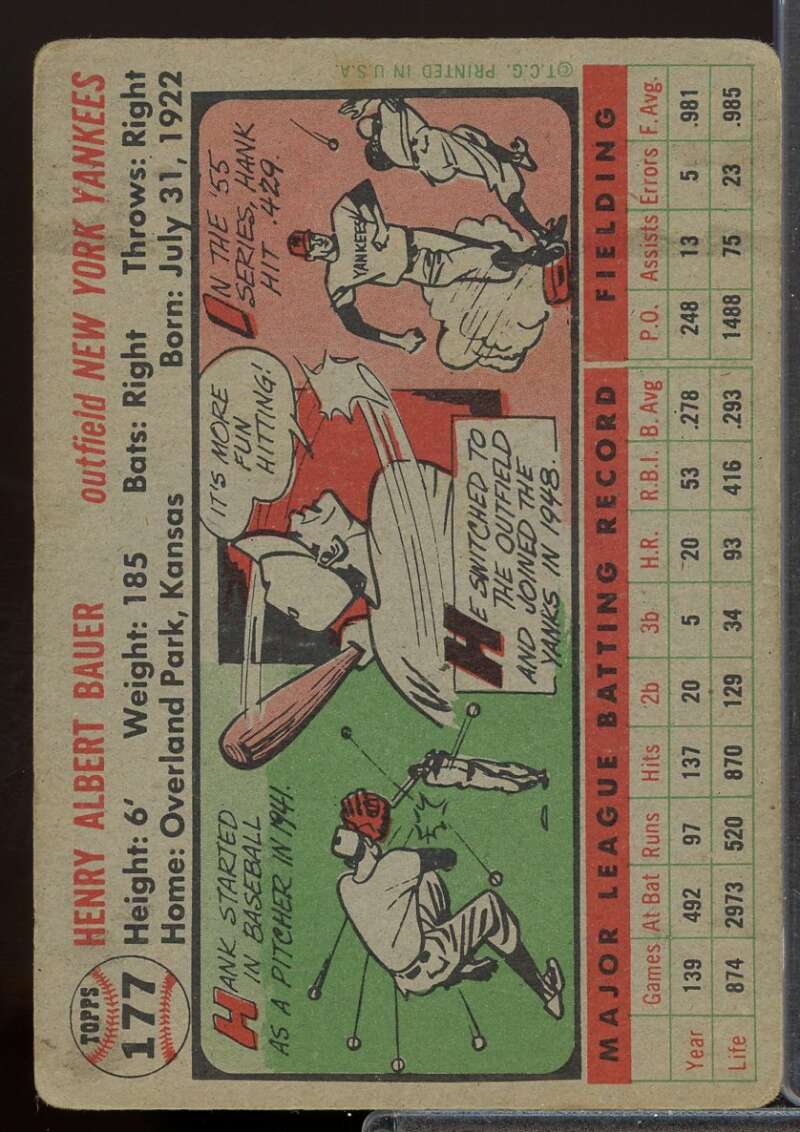 TOPPS
177
HENRY ALBERT BAUER outfield NEW YORK YANKEES
Height: 6' Weight: 185 Bats: Right Throws: Right
Home: Overland Park, Kansas Born: July 31, 1922
HANK STARTED
IN BASEBALL
AS A PITCHER IN 1941.
IT'S MORE
FUN
HITTING!
HE SWITCHED TO
THE OUTFIELD
AND JOINED THE
YANKS IN 1948.
IN THE '55
SERIES, HANK
HIT .429.
YANKEES
MAJOR LEAGUE BATTING RECORD FIELDING
Games At Bat Runs Hits 2b 3b H.R. R.B.I. B. Avg P.O. Assists Errors F. Avg.
Year 139 492 97 137 20 5 20 53 .278 248 13 5 .981
Life 874 2973 520 870 129 34 93 416 .293 1488 75 23 .985
©T.C.G. PRINTED IN U.S.A.